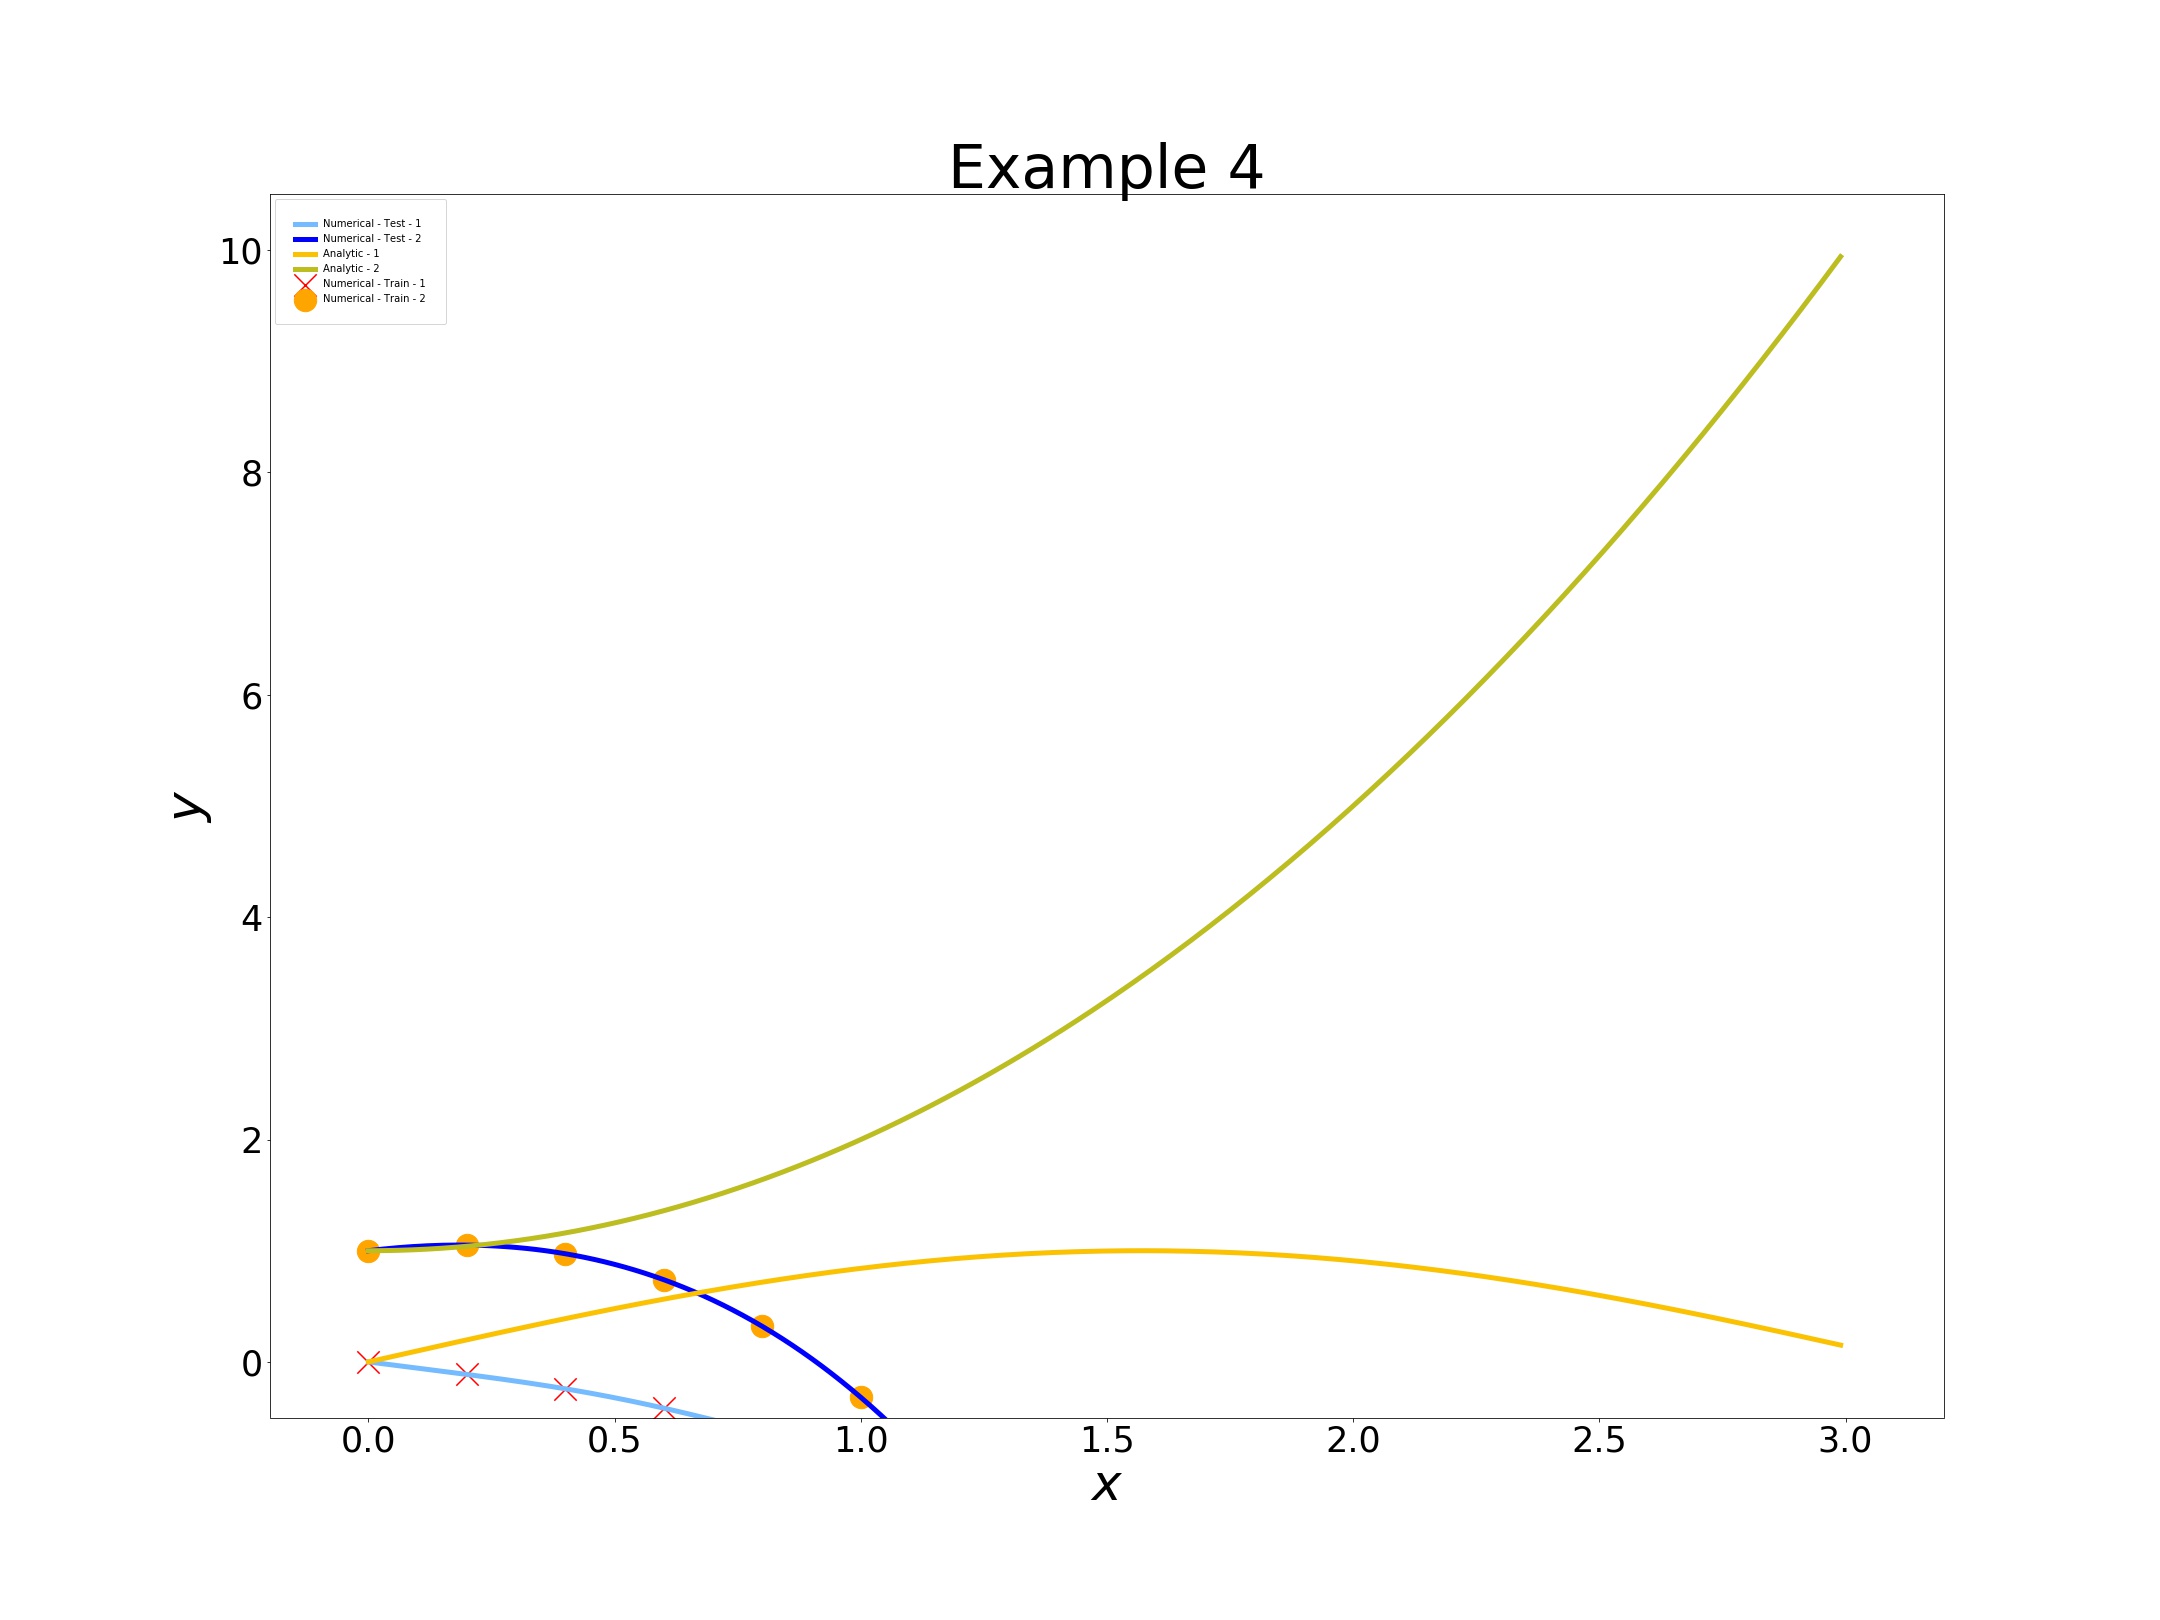 Example 4
Numerical - Test - 1
Numerical - Test - 2
Analytic - 1
Analytic - 2
Numerical - Train - 1
Numerical - Train - 2
10
8
6
4
2
0
y
0.0 0.5 1.0 1.5 2.0 2.5 3.0
x